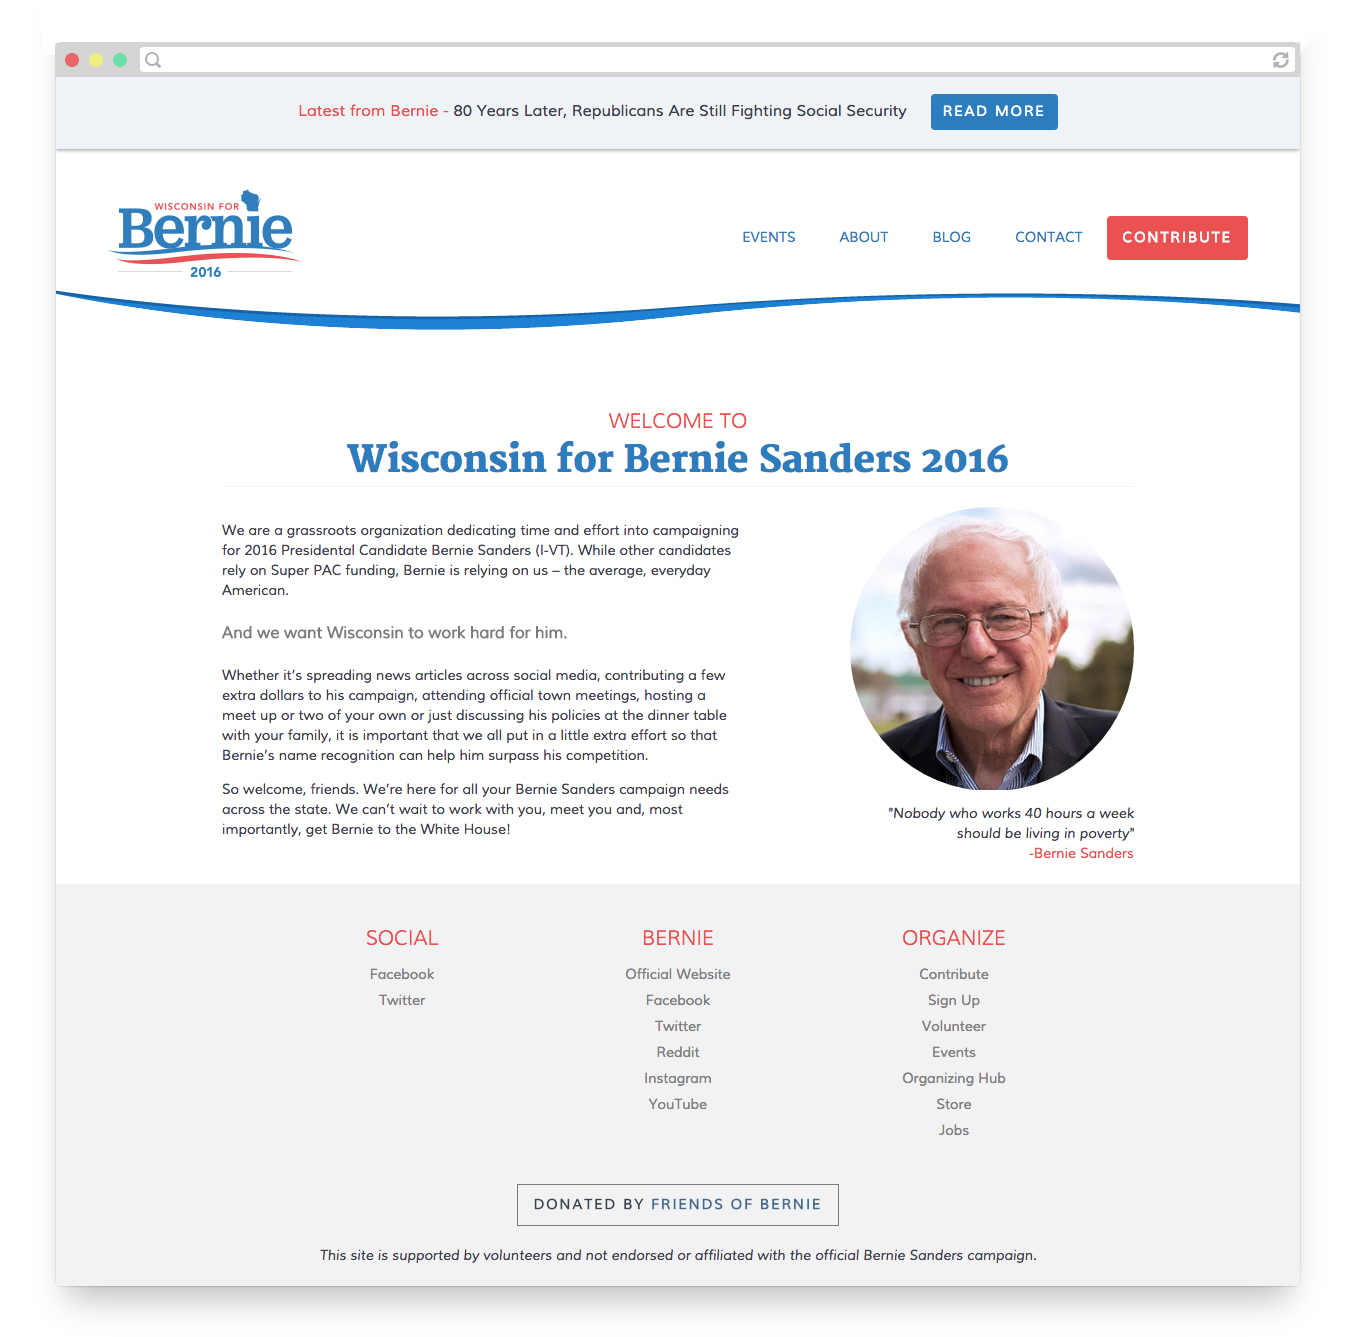 Latest from Bernie - 80 Years Later, Republicans Are Still Fighting Social Security
READ MORE
WISCONSIN FOR
Bernie
2016
EVENTS
ABOUT
BLOG
CONTACT
CONTRIBUTE
WELCOME TO
Wisconsin for Bernie Sanders 2016
We are a grassroots organization dedicating time and effort into campaigning
for 2016 Presidental Candidate Bernie Sanders (I-VT). While other candidates
rely on Super PAC funding, Bernie is relying on us – the average, everyday
American.
And we want Wisconsin to work hard for him.
Whether it’s spreading news articles across social media, contributing a few
extra dollars to his campaign, attending official town meetings, hosting a
meet up or two of your own or just discussing his policies at the dinner table
with your family, it is important that we all put in a little extra effort so that
Bernie’s name recognition can help him surpass his competition.
So welcome, friends. We’re here for all your Bernie Sanders campaign needs
across the state. We can’t wait to work with you, meet you and, most
importantly, get Bernie to the White House!
"Nobody who works 40 hours a week
should be living in poverty"
-Bernie Sanders
SOCIAL
Facebook
Twitter
BERNIE
Official Website
Facebook
Twitter
Reddit
Instagram
YouTube
ORGANIZE
Contribute
Sign Up
Volunteer
Events
Organizing Hub
Store
Jobs
DONATED BY FRIENDS OF BERNIE
This site is supported by volunteers and not endorsed or affiliated with the official Bernie Sanders campaign.